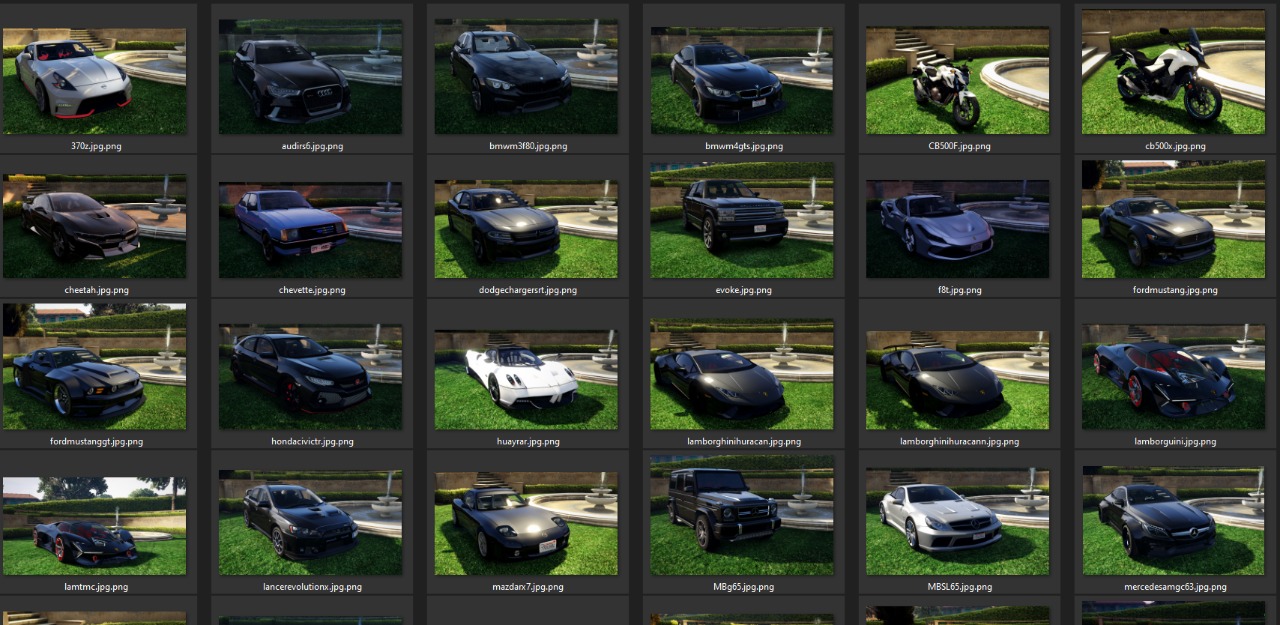 370z.jpg.png
audirs6.jpg.png
bmwm3f80.jpg.png
bmwm4gts.jpg.png
CB500F.jpg.png
cb500x.jpg.png
cheetah.jpg.png
chevette.jpg.png
dodgechargersrt.jpg.png
evoke.jpg.png
f8t.jpg.png
fordmustang.jpg.png
fordmustanggt.jpg.png
hondacivictr.jpg.png
huayrar.jpg.png
lamborghinihuracan.jpg.png
lamborghinihuracann.jpg.png
lamborguini.jpg.png
lamtmc.jpg.png
lancerevolutionx.jpg.png
mazdarx7.jpg.png
MBg65.jpg.png
MBSL65.jpg.png
mercedesamgc63.jpg.png